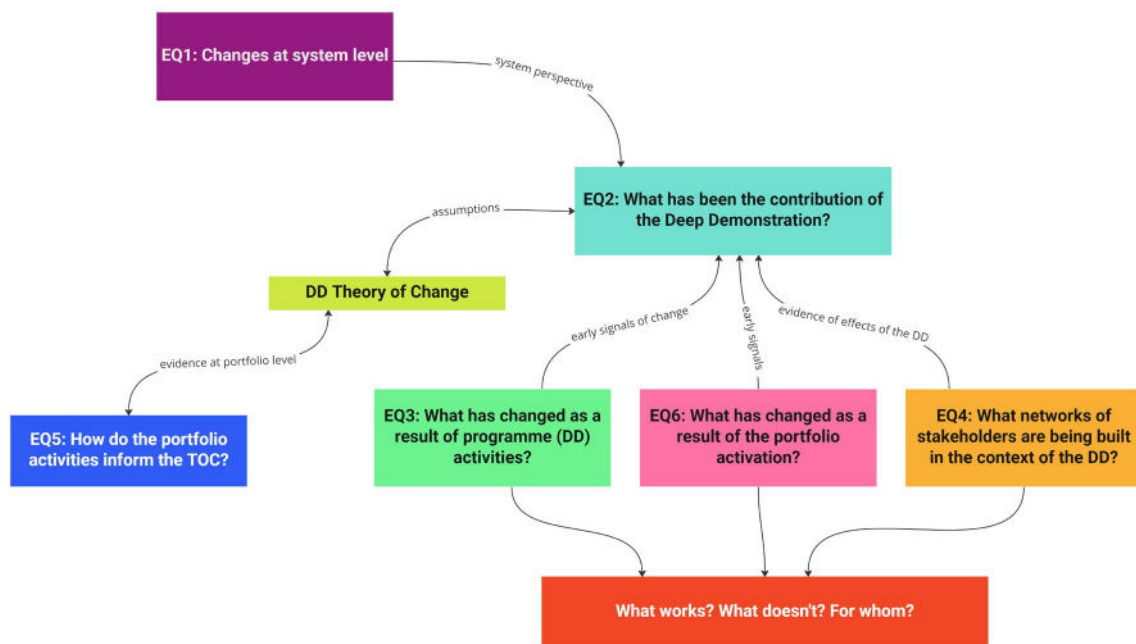 EQ1: Changes at system level
system perspective
EQ2: What has been the contribution of
the Deep Demonstration?
assumptions
DD Theory of Change
early signals of change
early signals
evidence of effects of the DD
evidence at portfolio level
EQ5: How do the portfolio
activities inform the TOC?
EQ3: What has changed as a
result of programme (DD)
activities?
EQ6: What has changed as a
result of the portfolio
activation?
EQ4: What networks of
stakeholders are being built
in the context of the DD?
What works? What doesn't? For whom?